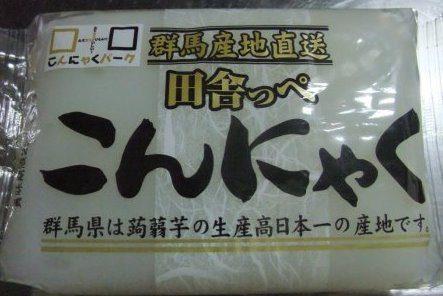 こんにゃくパーク
群馬産地直送
田舎っぺ
こんにゃく
群馬県は蒟蒻芋の生産高日本一の産地です。